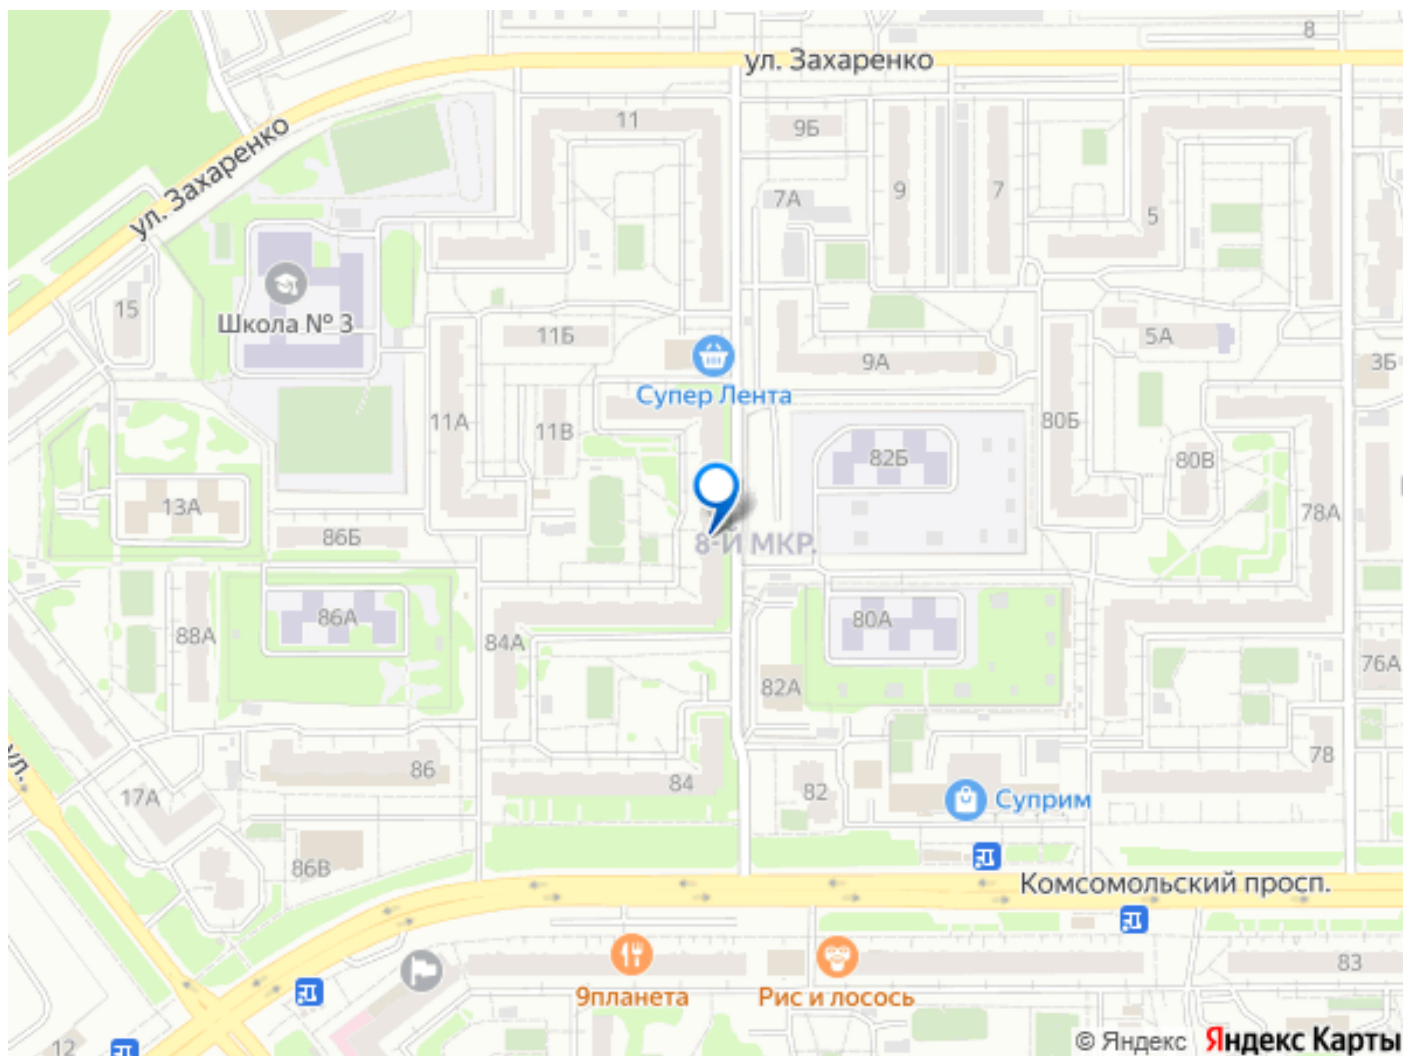 8
ул. Захаренко
11
9Б
ул. Захаренко
9
7
7А
5
15
Школа № 3
11Б
5А
9А
3Б
Супер Лента
11А
11В
80Б
82Б
80В
13А
78А
86Б
8-Й МКР.
86А
80А
88А
84А
76А
82А
ул.
78
86
84
82
17А
Суприм
86В
Комсомольский просп.
83
9планета
Рис и лосось
12
© Яндекс Яндекс Карты